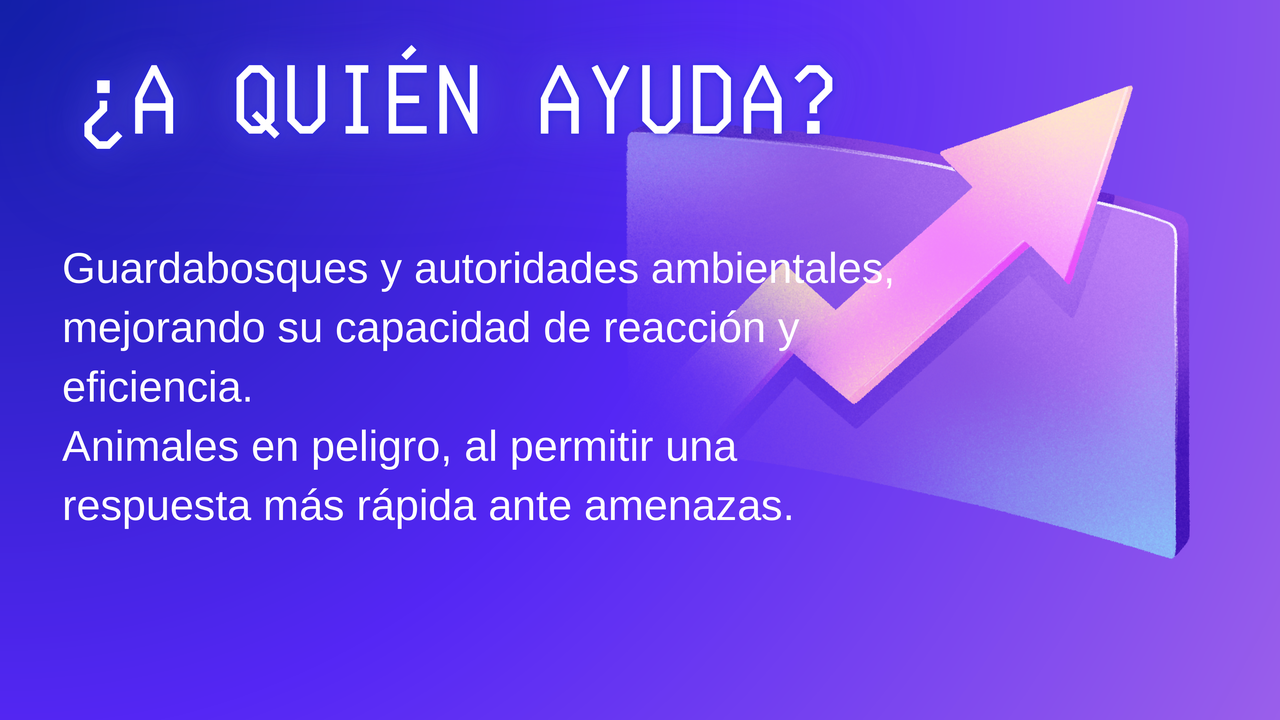 ¿A QUIÉN AYUDA?
Guardabosques y autoridades ambientales,
mejorando su capacidad de reacción y
eficiencia.
Animales en peligro, al permitir una
respuesta más rápida ante amenazas.